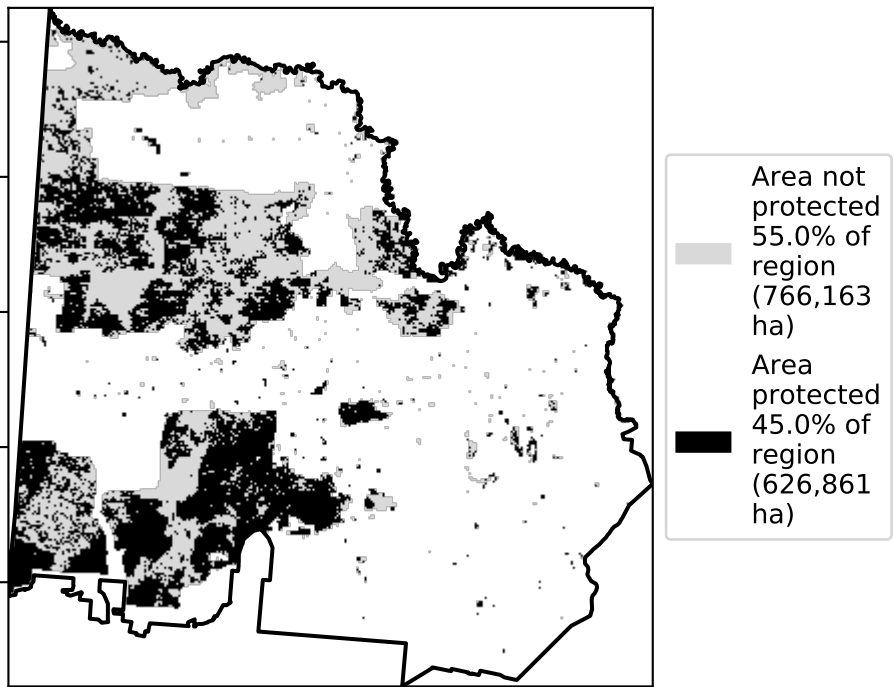 Area not
protected
55.0% of
region
(766,163
ha)
Area
protected
45.0% of
region
(626,861
ha)